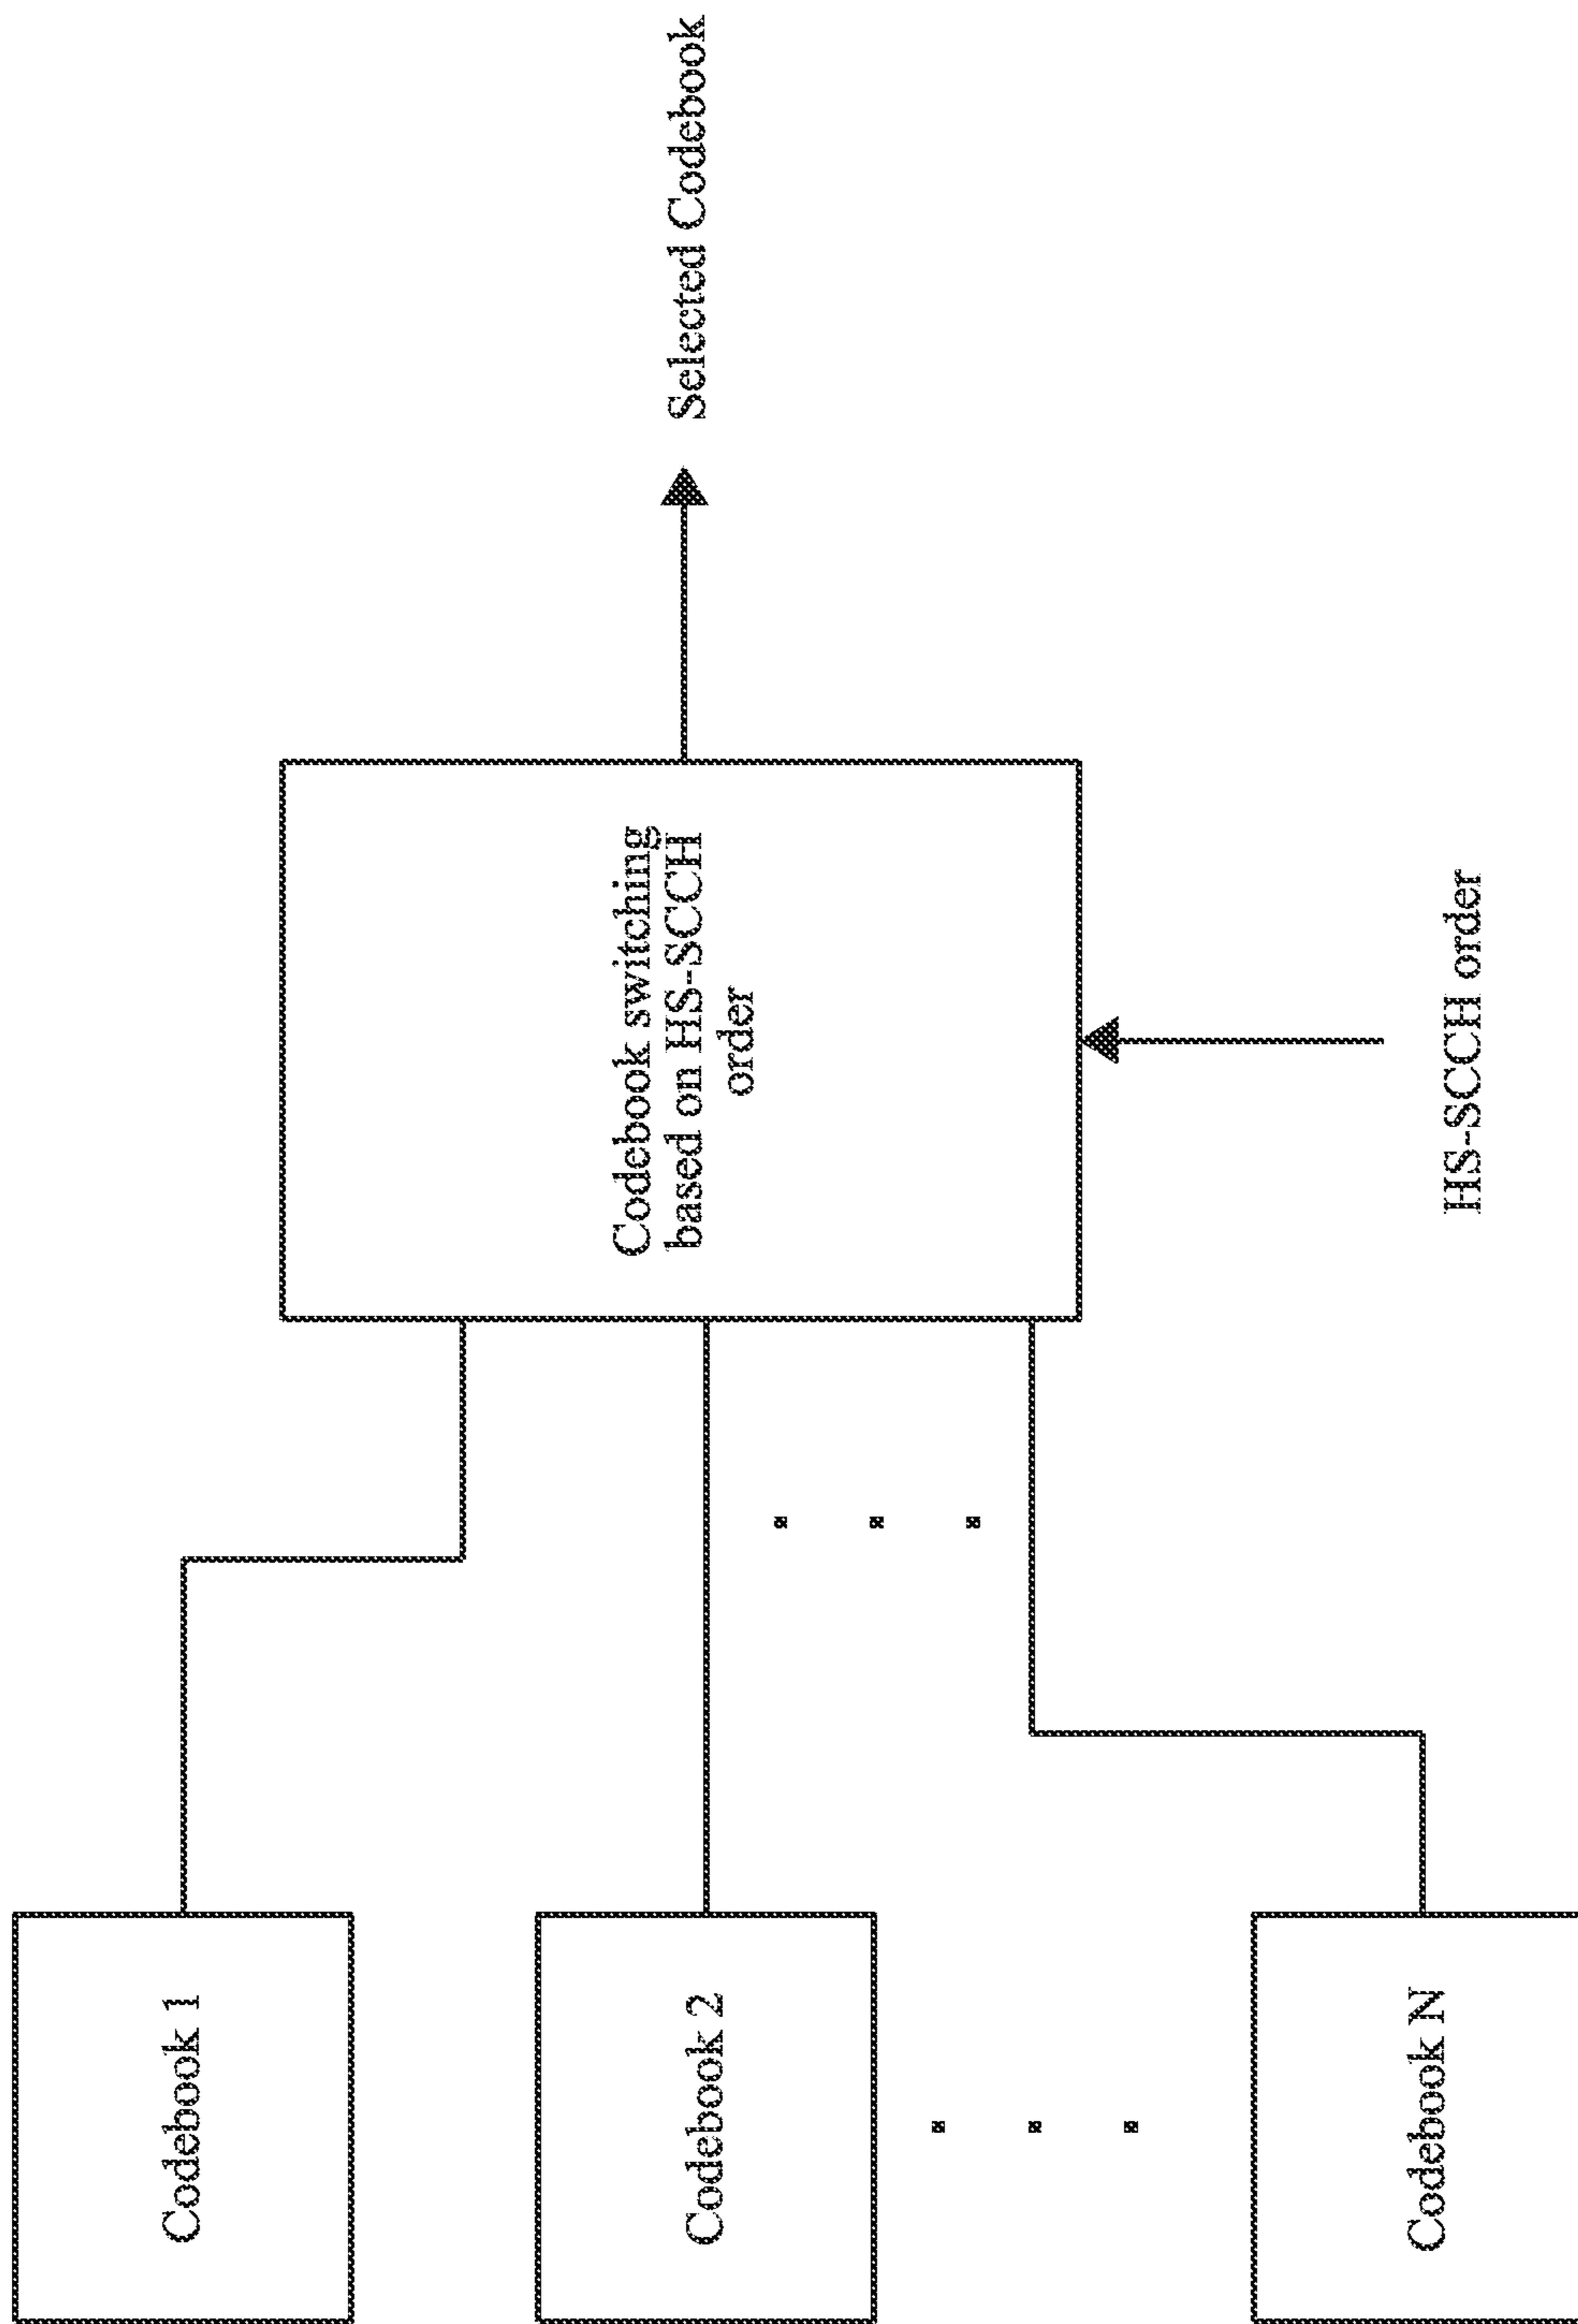 Codebook 1
Codebook 2
Codebook N
Codebook switching
based on HS-SCCH
order
HS-SCCH order
Selected Codebook